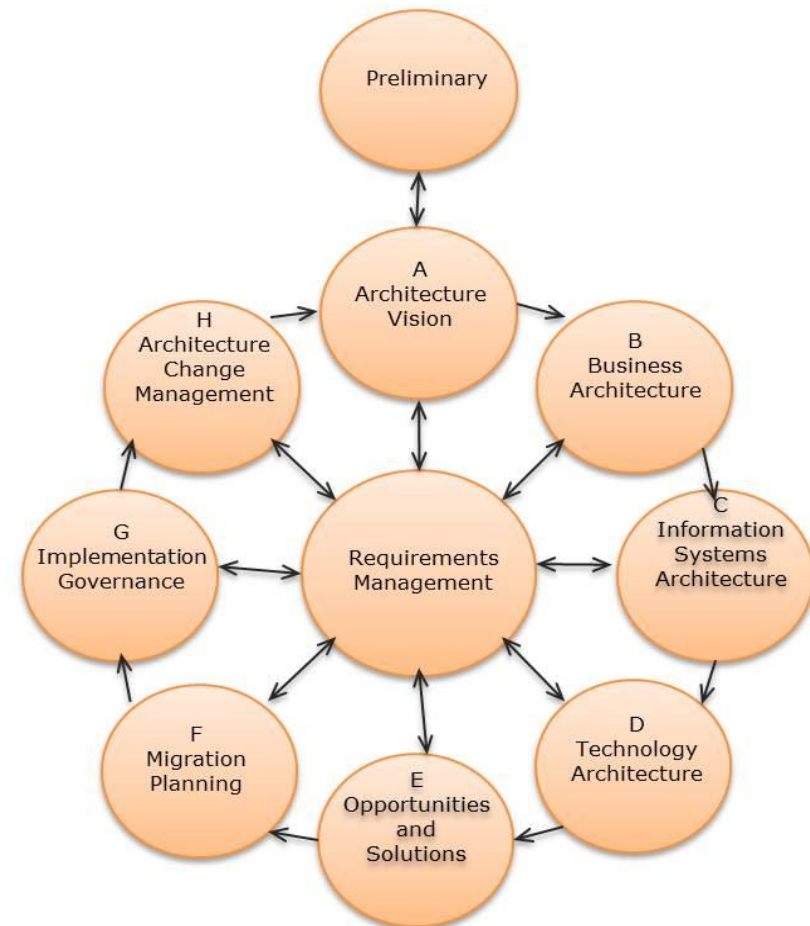 Preliminary
A
Architecture
Vision
B
Business
Architecture
C
Information
Systems
Architecture
D
Technology
Architecture
E
Opportunities
and
Solutions
F
Migration
Planning
G
Implementation
Governance
H
Architecture
Change
Management
Requirements
Management